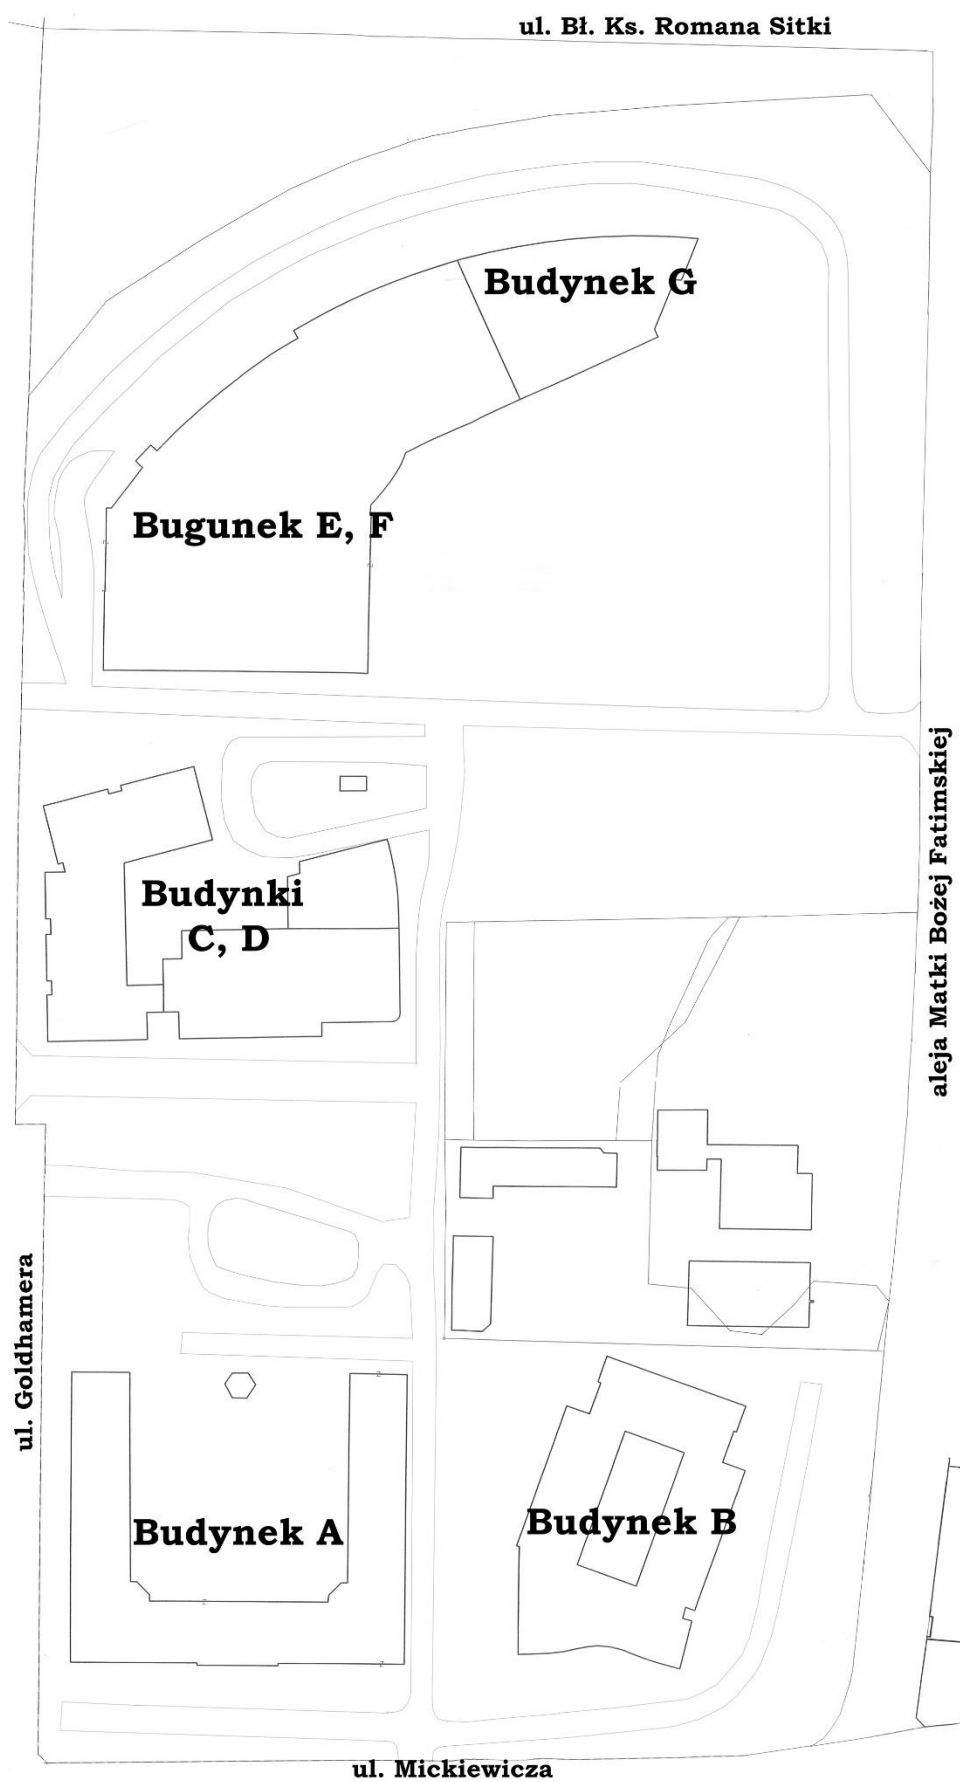 ul. Bł. Ks. Romana Sitki
Budynek G
Bugunek E, F
aleja Matki Bożej Fatimskiej
Budynki
C, D
ul. Goldhamera
Budynek A
Budynek B
ul. Mickiewicza